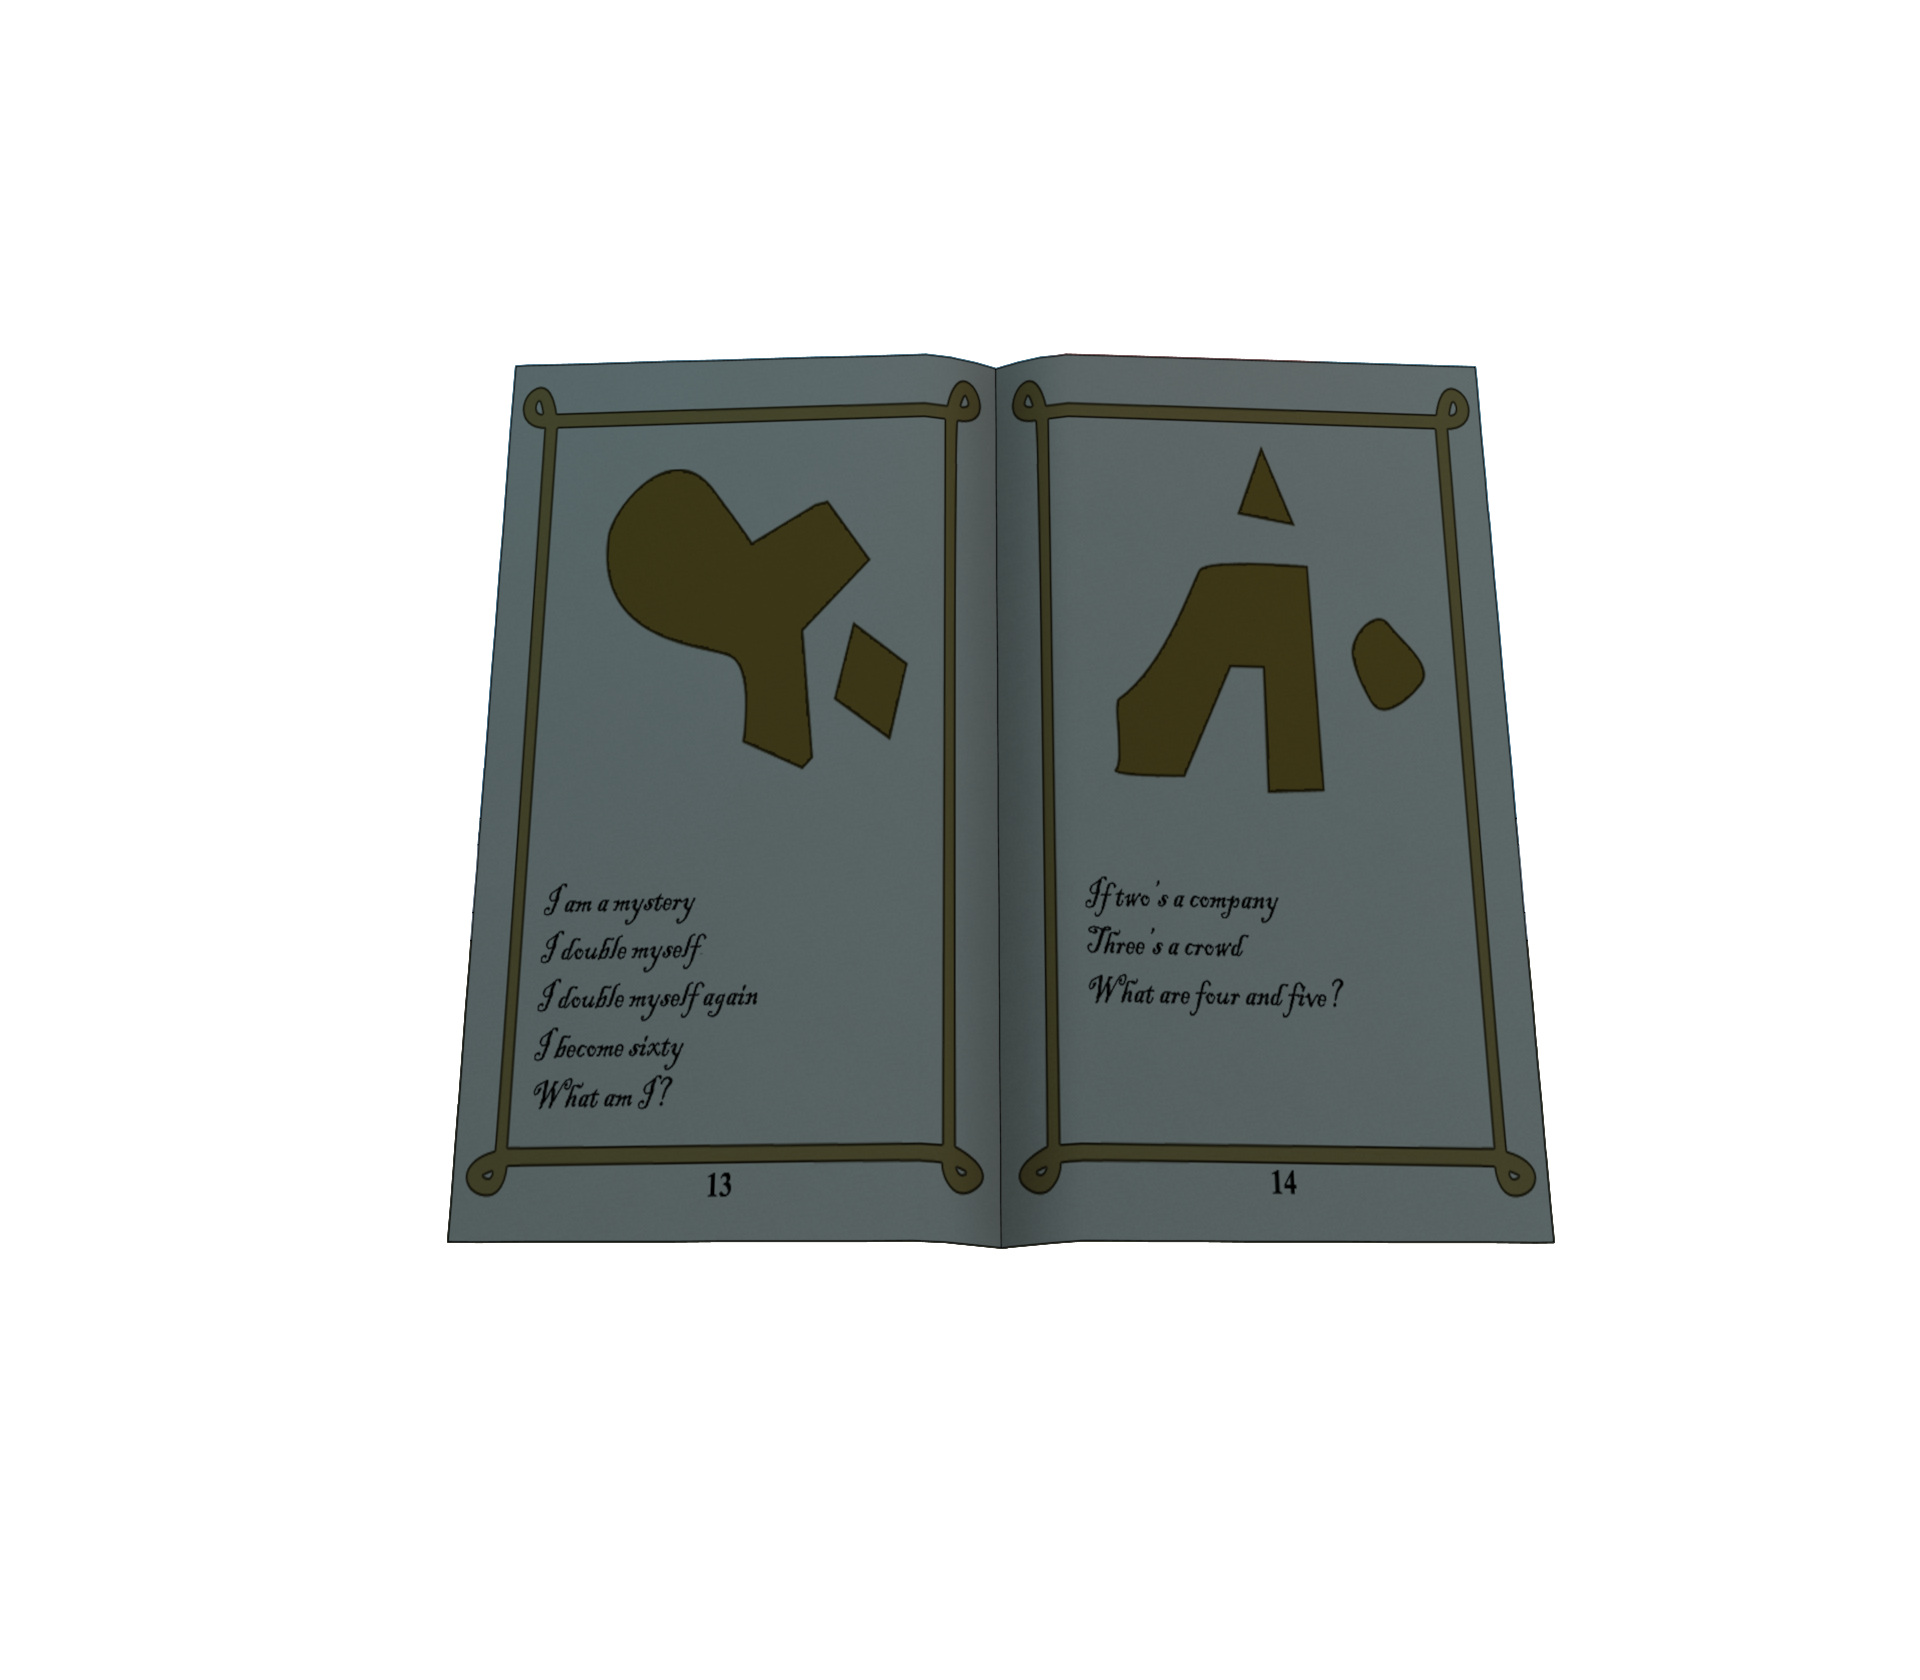 I am a mystery
I double myself
I double myself again
I become sixty
What am I?
13
If two's a company
Three's a crowd
What are four and five?
14